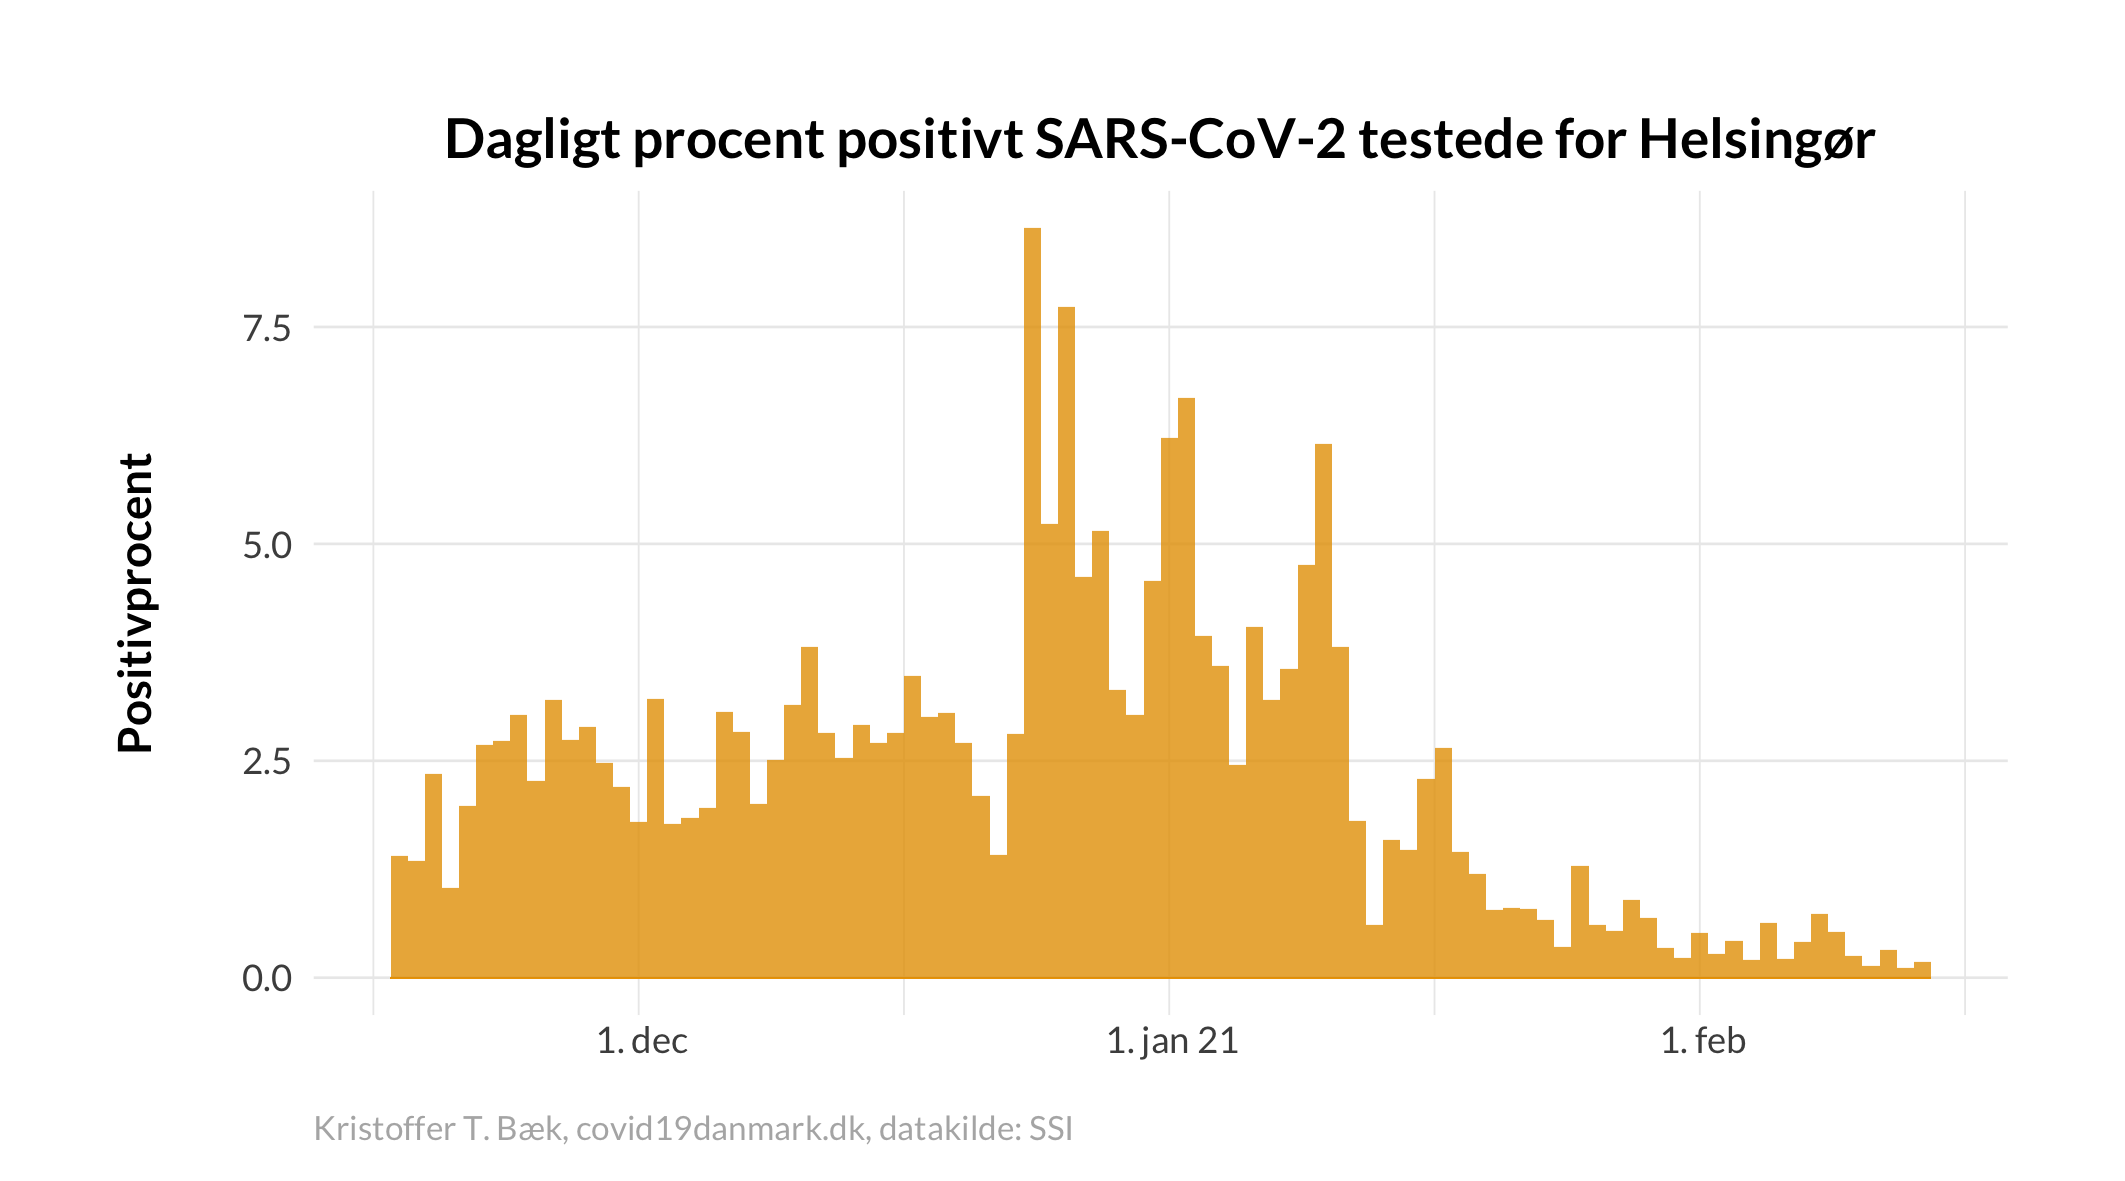 Dagligt procent positivt SARS-CoV-2 testede for Helsingør
Positivprocent
7.5
5.0
2.5
0.0
1. dec
1. jan 21
1. feb
Kristoffer T. Bæk, covid19danmark.dk, datakilde: SSI